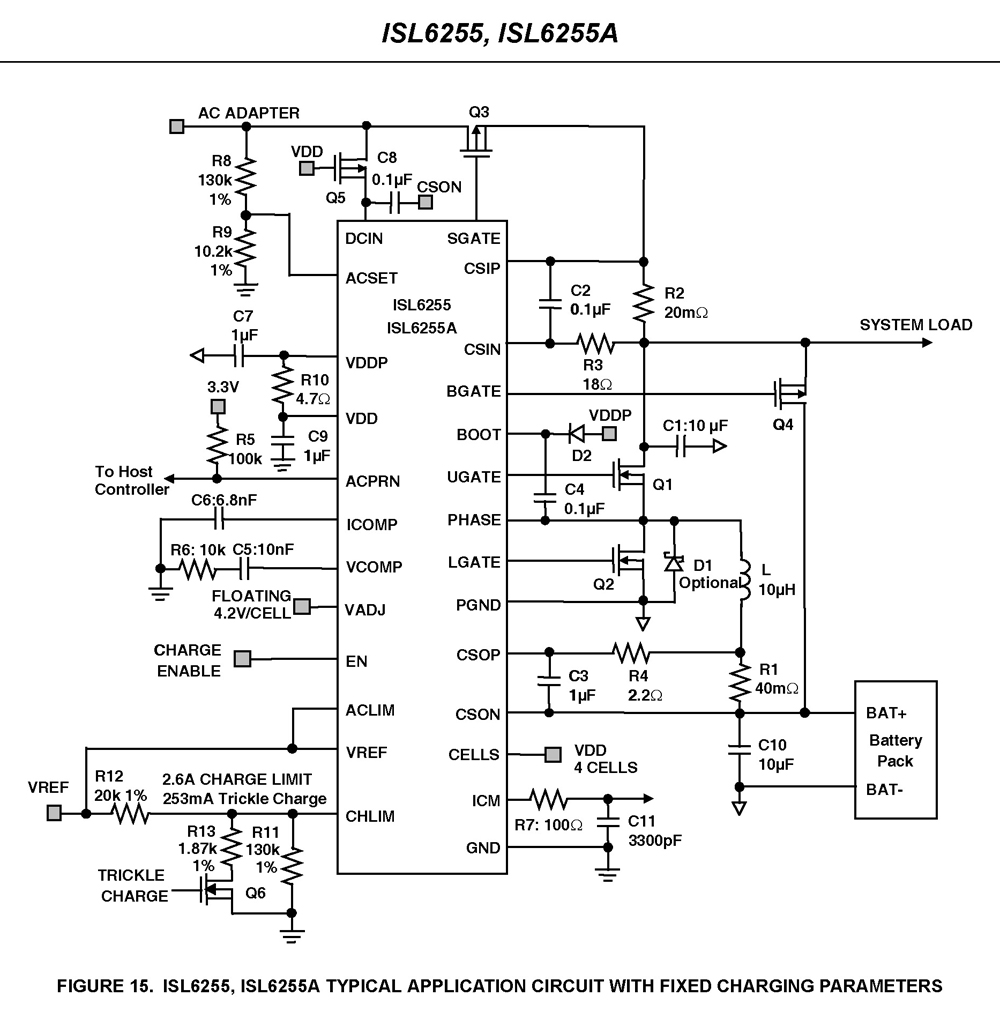 ISL6255, ISL6255A
AC ADAPTER
Q3
R8
130k
1%
VDD
C8
0.1µF
CSON
Q5
R9
10.2k
1%
DCIN
SGATE
ACSET
CSIP
ISL6255
ISL6255A
C2
0.1µF
R2
20mΩ
C7
1µF
SYSTEM LOAD
CSIN
VDDP
R3
18Ω
R10
4.7Ω
3.3V
BGATE
Q4
VDD
VDDP
D2
BOOT
C1:10 µF
R5
100k
C9
1µF
To Host
Controller
ACPRN
UGATE
Q1
C4
0.1µF
C6:6.8nF
ICOMP
PHASE
R6: 10k
C5:10nF
VCOMP
LGATE
Q2
D1
Optional
L
10µH
FLOATING
4.2V/CELL
VADJ
PGND
CHARGE
ENABLE
EN
CSOP
C3
1µF
R4
2.2Ω
R1
40mΩ
ACLIM
CSON
BAT+
Battery
Pack
BAT-
VREF
CELLS
VDD
4 CELLS
C10
10µF
VREF
R12
20k 1%
2.6A CHARGE LIMIT
253mA Trickle Charge
CHLIM
ICM
R7: 100Ω
C11
3300pF
GND
R13
1.87k
1%
R11
130k
1%
TRICKLE
CHARGE
Q6
FIGURE 15. ISL6255, ISL6255A TYPICAL APPLICATION CIRCUIT WITH FIXED CHARGING PARAMETERS